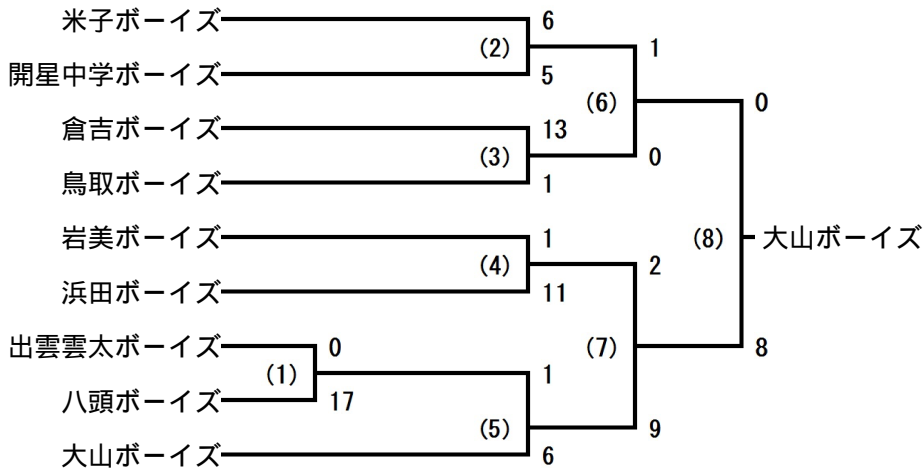 米子ボーイズ 6
(2) 1
開星中学ボーイズ 5
(6) 0
倉吉ボーイズ 13
(3) 0
鳥取ボーイズ 1
岩美ボーイズ 1
(8) 大山ボーイズ
(4) 2
浜田ボーイズ 11
出雲雲太ボーイズ 0
(7) 8
(1) 1
八頭ボーイズ 17
(5) 9
大山ボーイズ 6